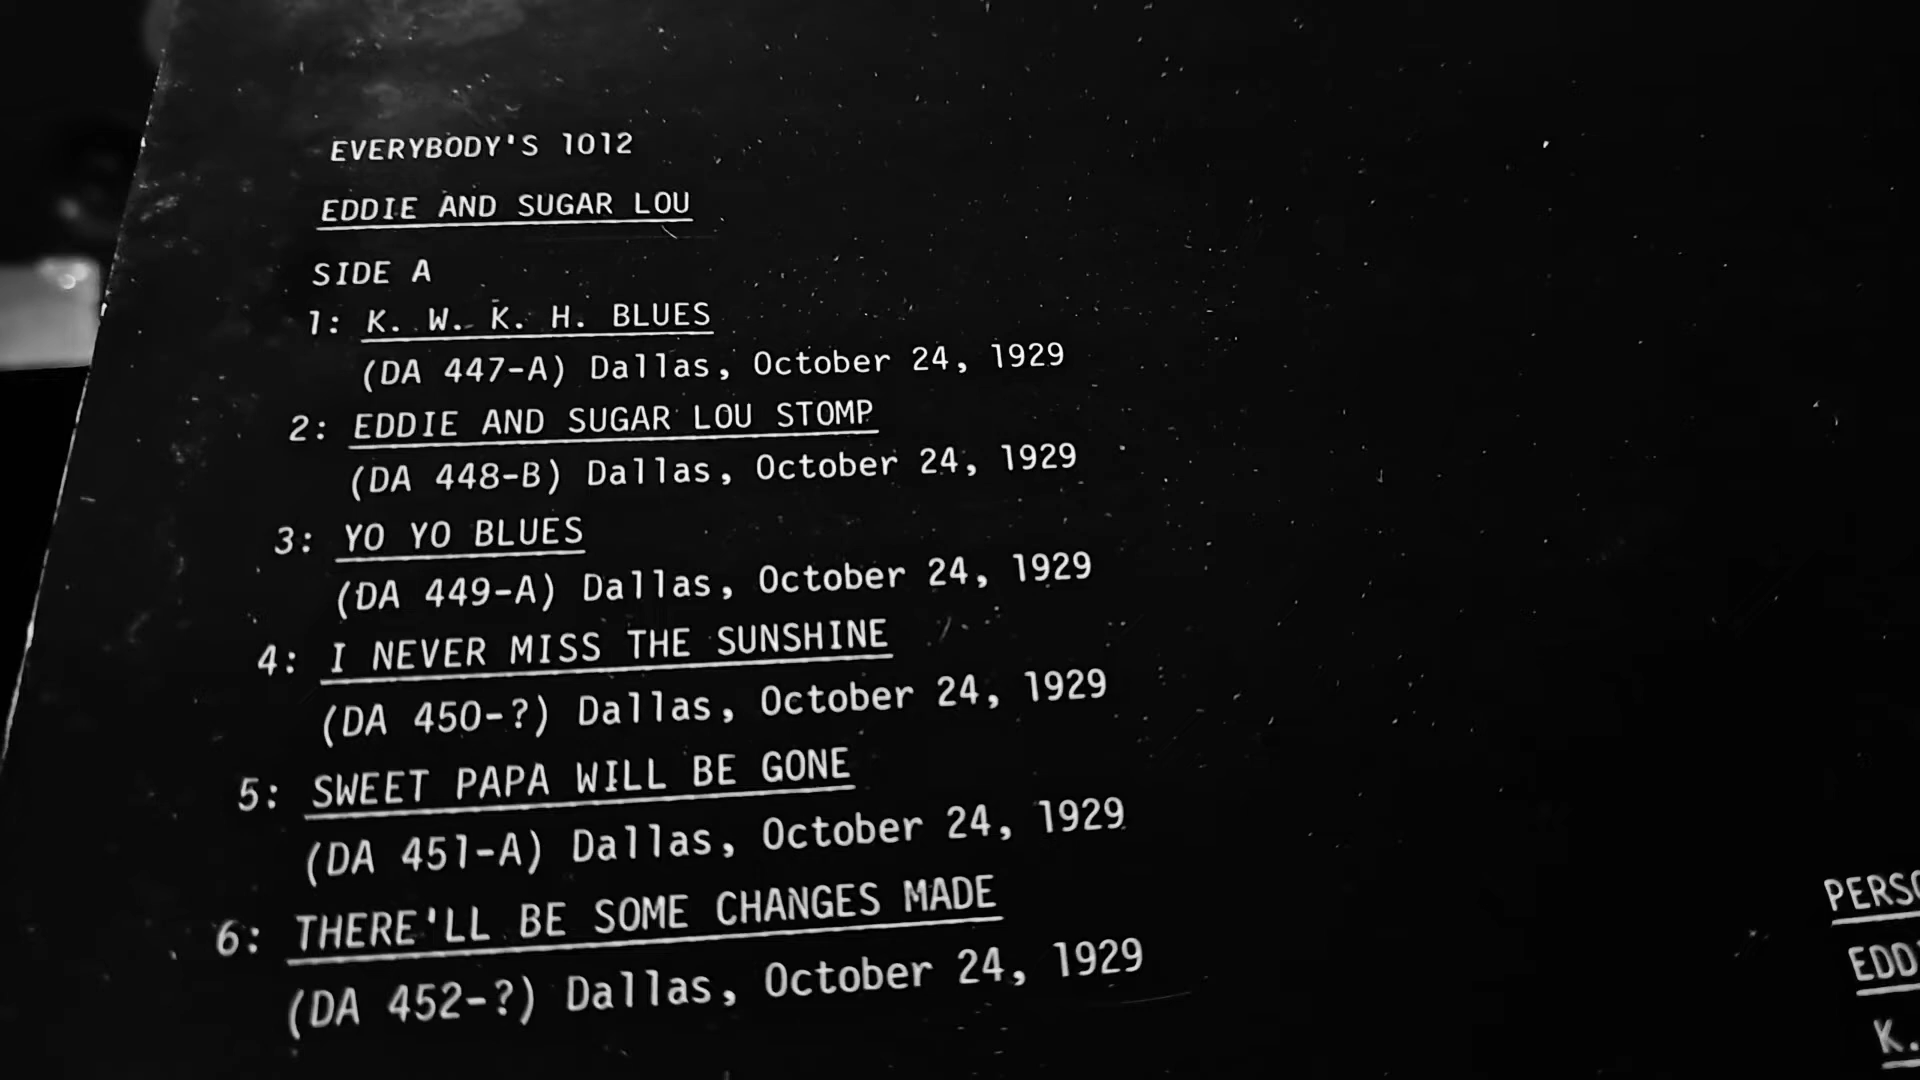 EVERYBODY'S 1012
EDDIE AND SUGAR LOU
SIDE A
1: K. W. K. H. BLUES
(DA 447-A) Dallas, October 24, 1929
2: EDDIE AND SUGAR LOU STOMP
(DA 448-B) Dallas, October 24, 1929
3: YO YO BLUES
(DA 449-A) Dallas, October 24, 1929
4: I NEVER MISS THE SUNSHINE
(DA 450-?) Dallas, October 24, 1929
5: SWEET PAPA WILL BE GONE
(DA 451-A) Dallas, October 24, 1929
6: THERE'LL BE SOME CHANGES MADE
(DA 452-?) Dallas, October 24, 1929
K.